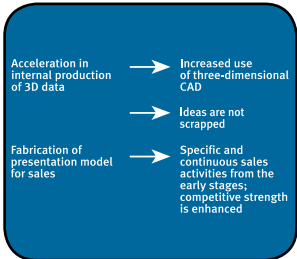 Acceleration in
internal production
of 3D data
Increased use
of three-dimensional
CAD
Ideas are not
scrapped
Fabrication of
presentation model
for sales
Specific and
continuous sales
activities from the
early stages;
competitive strength
is enhanced